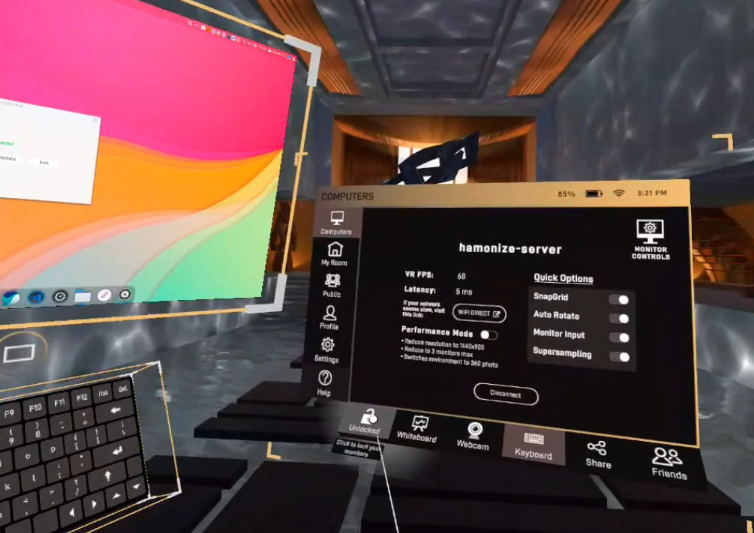 COMPUTERS
85%
5:21 PM
Computers
My Room
Public
Profile
Settings
Help
hamonize-server
MONITOR
CONTROLS
VR FPS: 68
Latency: 5 ms
If your network
seems slow, visit
this link:
WIFI DIRECT
Performance Mode
• Reduce resolution to 1440x900
• Reduce to 3 monitors max
• Switches environment to 360 photo
Quick Options
SnapGrid
Auto Rotate
Monitor Input
Supersampling
Disconnect
Unlocked
Click to lock your
monitors
Whiteboard
Webcam
Keyboard
Share
Friends
Exit
F9 F10 F11 F12 Ins Del